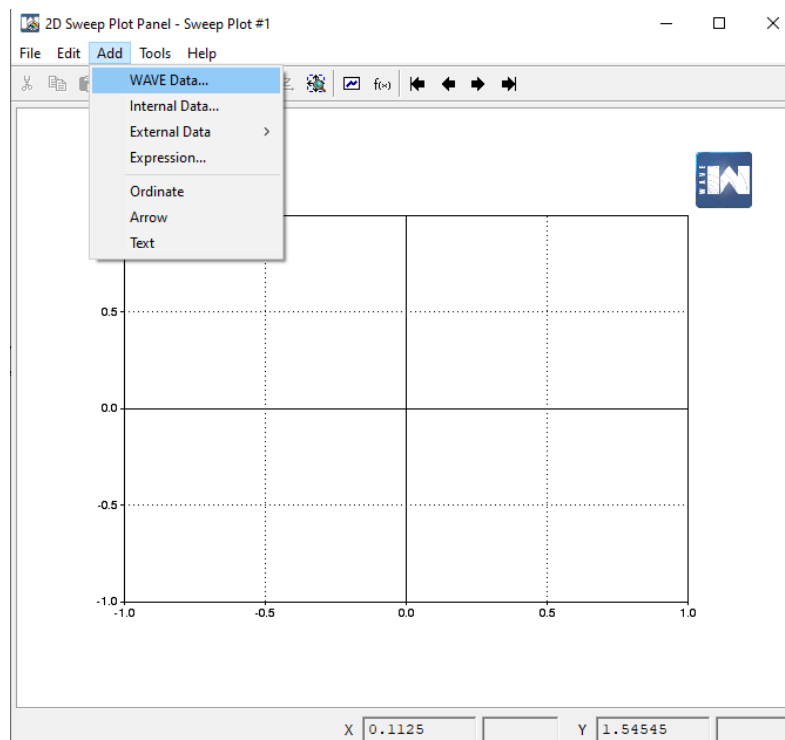 2D Sweep Plot Panel - Sweep Plot #1
File Edit Add Tools Help
WAVE Data...
f(x)
Internal Data...
External Data
Expression...
Ordinate
Arrow
Text
WAVE
W
0.5
0.0
-0.5
-1.0
-1.0 -0.5 0.0 0.5 1.0
X 0.1125 Y 1.54545